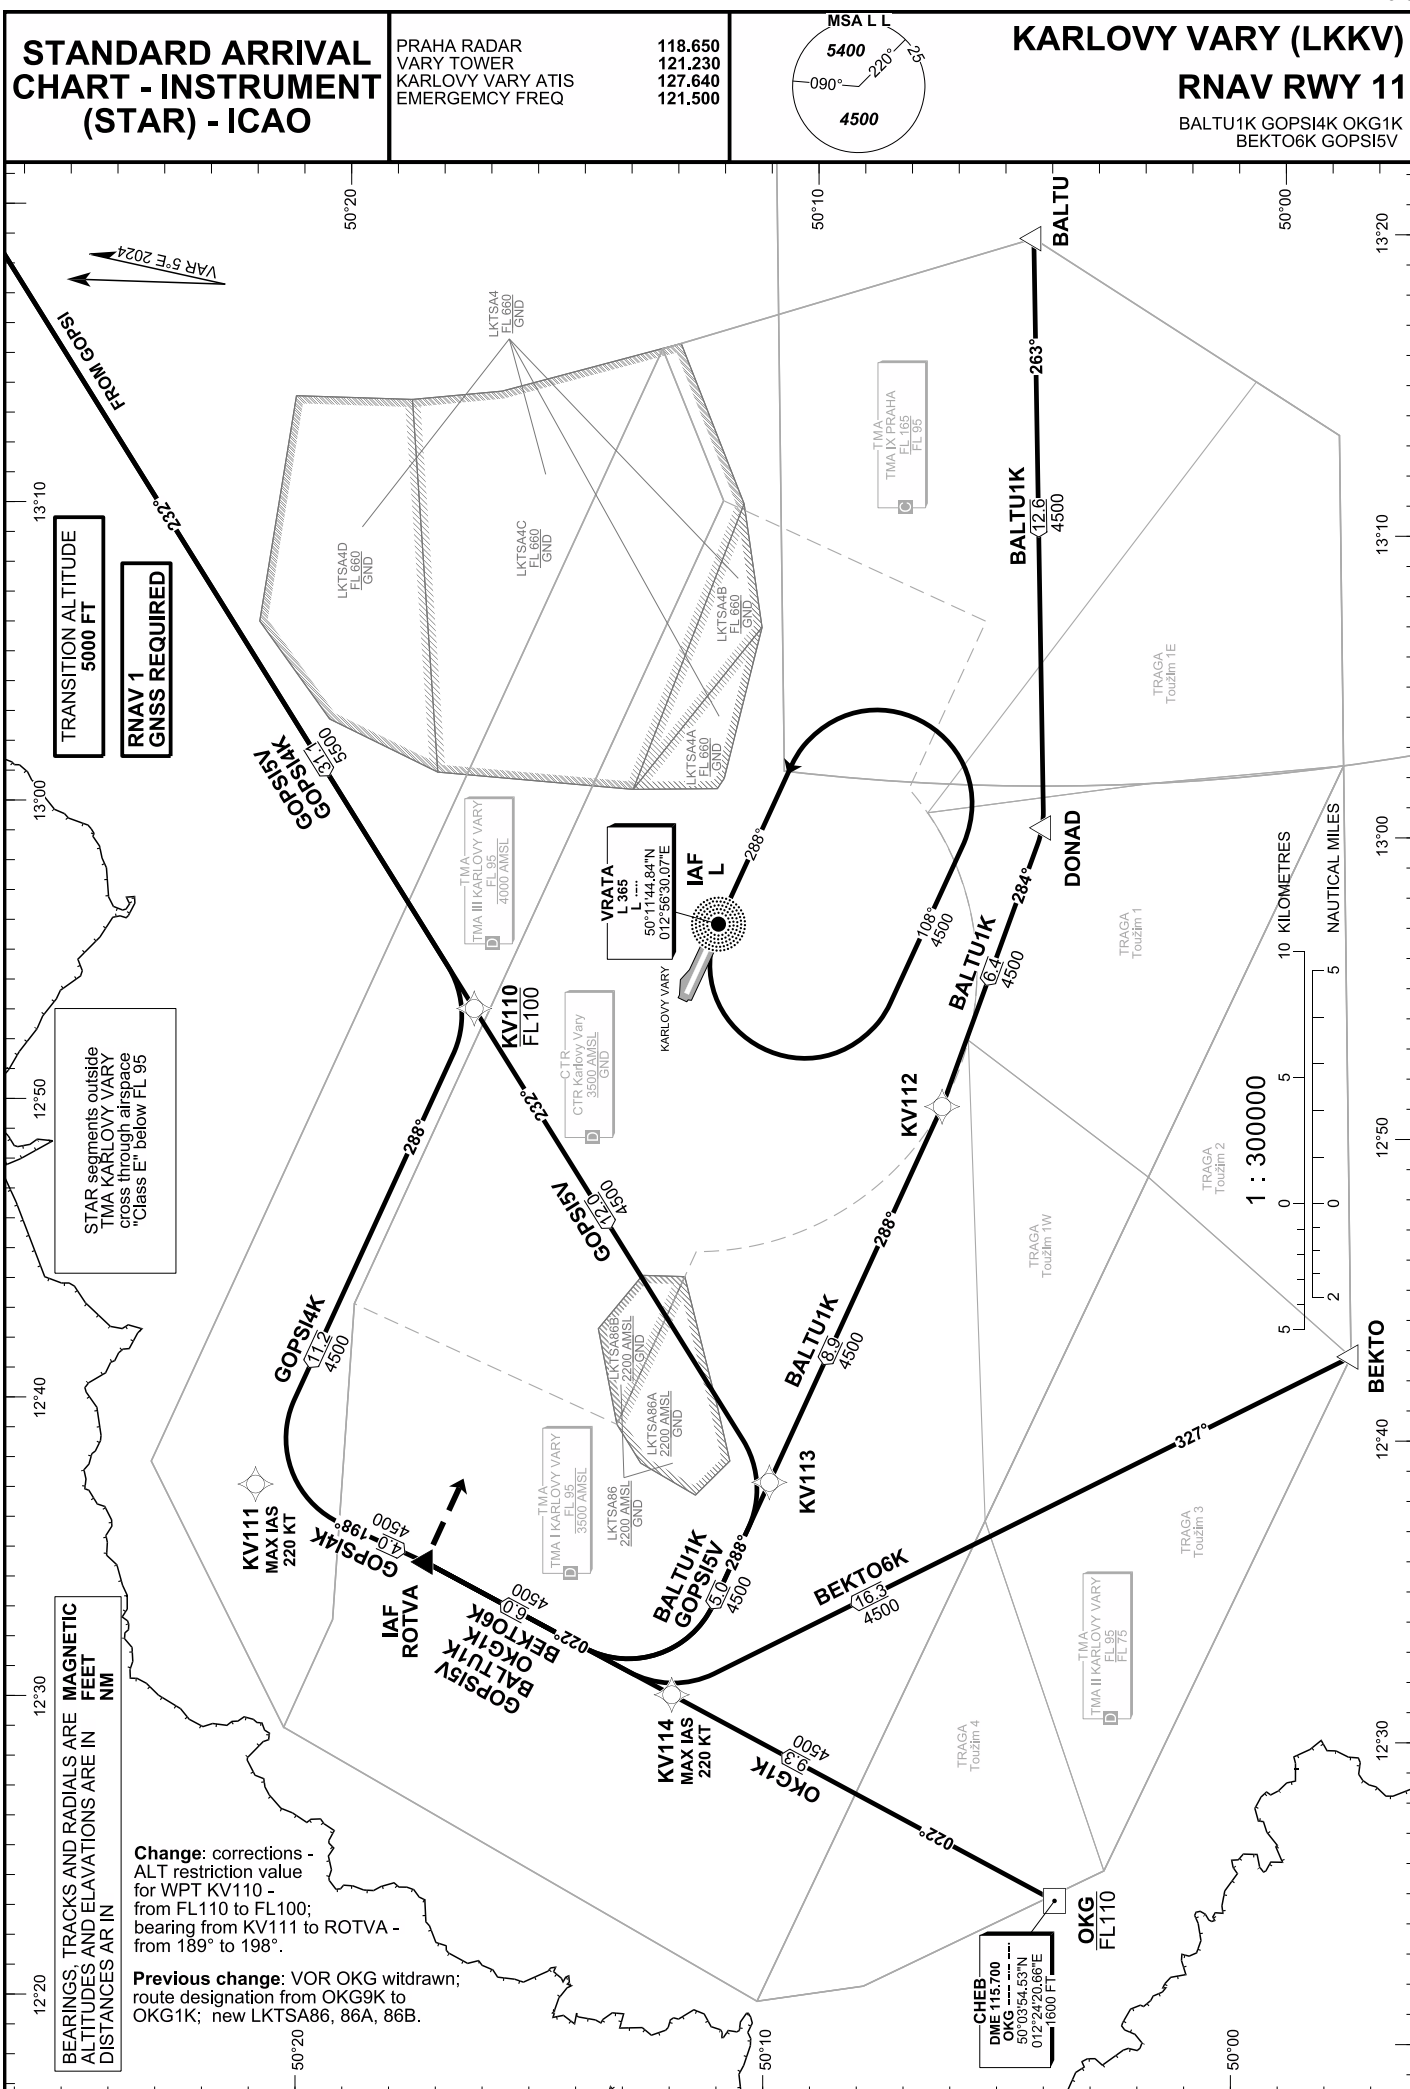 STANDARD ARRIVAL
CHART - INSTRUMENT
(STAR) - ICAO
PRAHA RADAR 118.650
VARY TOWER 121.230
KARLOVY VARY ATIS 127.640
EMERGEMCY FREQ 121.500
MSA L L
5400
220°
25
090°
4500
KARLOVY VARY (LKKV)
RNAV RWY 11
BALTU1K GOPSI4K OKG1K
BEKTO6K GOPSI5V
50°20
50°10
50°00
BALTU
13°20
VAR 5°E 2024
FROM GOPSI
232°
LKTSA4
FL 660
GND
263°
TMA
TMA IX PRAHA
FL 165
FL 95
C
13°10
TRANSITION ALTITUDE
5000 FT
RNAV 1
GNSS REQUIRED
LKTSA4D
FL 660
GND
LKTSA4C
FL 660
GND
LKTSA4B
FL 660
GND
LKTSA4A
FL 660
GND
BALTU1K
12.6
4500
13°10
TRAGA
Toužim 1E
GOPSI5V
GOPSI4K
31.1
5500
13°00
TMA
TMA III KARLOVY VARY
FL 95
4000 AMSL
D
VRATA
L 365
L
50°11'44.84"N
012°56'30.07"E
IAF
L
288°
108°
4500
KARLOVY VARY
DONAD
13°00
284°
BALTU1K
6.4
4500
TRAGA
Toužim 1
10 KILOMETRES
NAUTICAL MILES
5
5
0
0
2
5
1 : 300000
STAR segments outside
TMA KARLOVY VARY
cross through airspace
"Class E" below FL 95
12°50
KV110
FL100
CTR
CTR Karlovy Vary
3500 AMSL
GND
D
288°
232°
KV112
12°50
TRAGA
Toužim 2
GOPSI5V
12.0
4500
288°
TRAGA
Toužim 1W
GOPSI4K
11.2
4500
12°40
LKTSA86B
2200 AMSL
GND
LKTSA86A
2200 AMSL
GND
LKTSA86
2200 AMSL
GND
BALTU1K
8.9
4500
BEKTO
12°40
327°
KV111
MAX IAS
220 KT
GOPSI4K
198°
4.0
4500
TMA
TMA I KARLOVY VARY
FL 95
3500 AMSL
D
KV113
TRAGA
Toužim 3
IAF
ROTVA
BALTU1K
GOPSI5V
288°
5.0
4500
BEKTO6K
16.3
4500
6.0
4500
022°
BEKTO6K
OKG1K
BALTU1K
GOPSI5V
TMA
TMA II KARLOVY VARY
FL 95
FL 75
D
12°30
KV114
MAX IAS
220 KT
TRAGA
Toužim 4
12°30
OKG1K
9.3
4500
022°
BEARINGS, TRACKS AND RADIALS ARE MAGNETIC
ALTITUDES AND ELAVATIONS ARE IN FEET
DISTANCES AR IN NM
Change: corrections -
ALT restriction value
for WPT KV110 -
from FL110 to FL100;
bearing from KV111 to ROTVA -
from 189° to 198°.
Previous change: VOR OKG witdrawn;
route designation from OKG9K to
OKG1K; new LKTSA86, 86A, 86B.
OKG
FL110
CHEB
DME 115.700
OKG
50°03'54.53"N
012°24'20.66"E
1600 FT
12°20
50°20
50°10
50°00